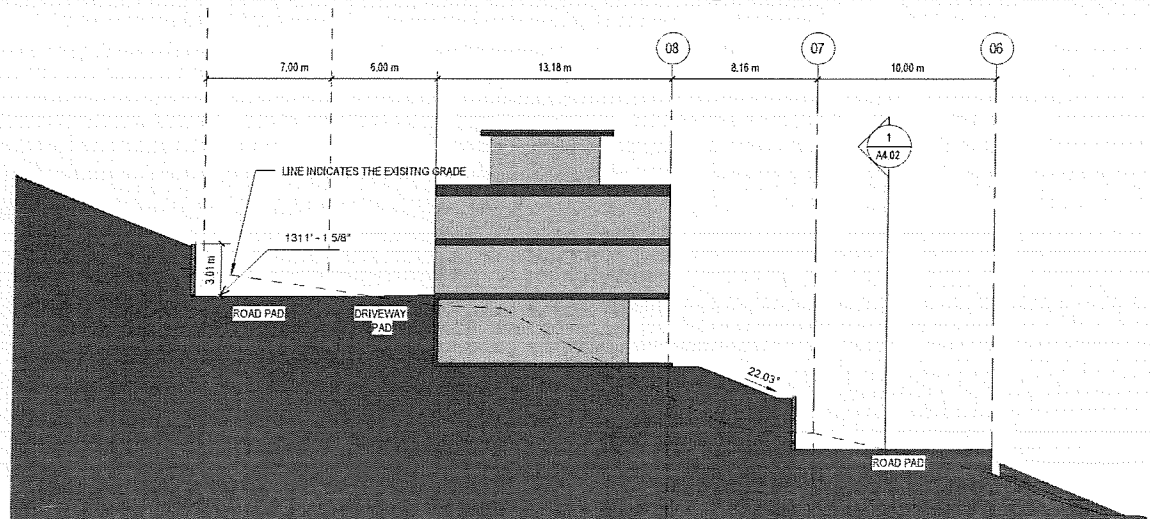 08
07
06
7.00 m
6.00 m
13.18 m
8.16 m
10.00 m
1
A4.02
LINE INDICATES THE EXISITNG GRADE
1311' - 1 5/8"
3.01 m
ROAD PAD
DRIVEWAY
PAD
22.03°
ROAD PAD